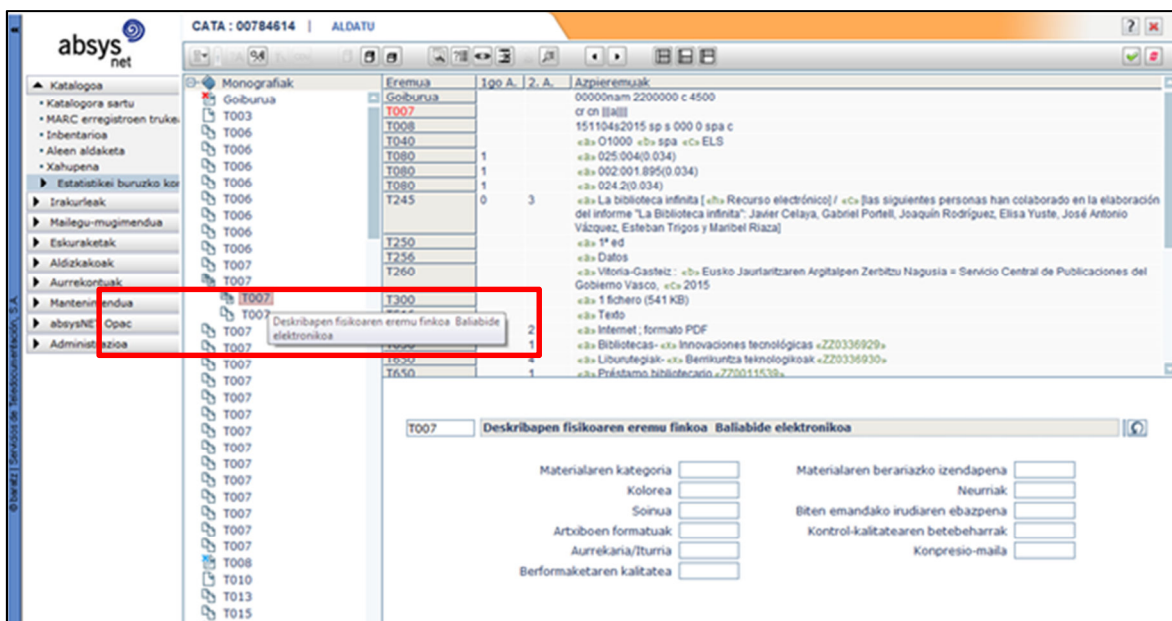 CATA : 00784614 | ALDATU
absys
net
Katalogoa
Katalogora sartu
MARC erregistroen truke
Inbentarioa
Aleen aldaketa
Xahupena
Estatistikei buruzko kon
Irakurleak
Mailegu-mugimendua
Eskuraketak
Aldizkakoak
Aurrekontuak
Mantenimendua
absysNET Opac
Administrazioa
© baratz | Servicios de Teledocumentación, S.A.
Monografiak
Goiburua
T003
T006
T006
T006
T006
T006
T006
T006
T006
T007
T007
T007
T007
Deskribapen fisikoaren eremu finkoa Baliabide
elektronikoa
T007
T007
T007
T007
T007
T007
T007
T007
T007
T007
T007
T007
T007
T007
T008
T010
T013
T015
Eremua 1go A. 2. A. Azpieremuak
Goiburua 00000nam 2200000 c 4500
T007 cr cn |||a|||
T008 151104s2015 sp s 000 0 spa c
T040 «a» O1000 «b» spa «c» ELS
T080 1 «a» 025:004(0.034)
T080 1 «a» 002:001.895(0.034)
T080 1 «a» 024.2(0.034)
T245 0 3 «a» La biblioteca infinita [ «h» Recurso electrónico] / «c» [las siguientes personas han colaborado en la elaboración
del informe "La Biblioteca infinita": Javier Celaya, Gabriel Portell, Joaquín Rodríguez, Elisa Yuste, José Antonio
Vázquez, Esteban Trigos y Maribel Riaza]
T250 «a» 1ª ed
T256 «a» Datos
T260 «a» Vitoria-Gasteiz : «b» Eusko Jaurlaritzaren Argitalpen Zerbitzu Nagusia = Servicio Central de Publicaciones del
Gobierno Vasco, «c» 2015
T300 «a» 1 fichero (541 KB)
«a» Texto
2 «a» Internet ; formato PDF
1 «a» Bibliotecas- «x» Innovaciones tecnológicas «ZZ0336929»
T650 4 «a» Liburutegiak- «x» Berrikuntza teknologikoak «ZZ0336930»
T650 1 «a» Préstamo bibliotecario «ZZ0011539»
T007 Deskribapen fisikoaren eremu finkoa Baliabide elektronikoa
Materialaren kategoria Materialaren berariazko izendapena
Kolorea Neurriak
Soinua Biten emandako irudiaren ebazpena
Artxiboen formatuak Kontrol-kalitatearen betebeharrak
Aurrekaria/Iturria Konpresio-maila
Berformaketaren kalitatea